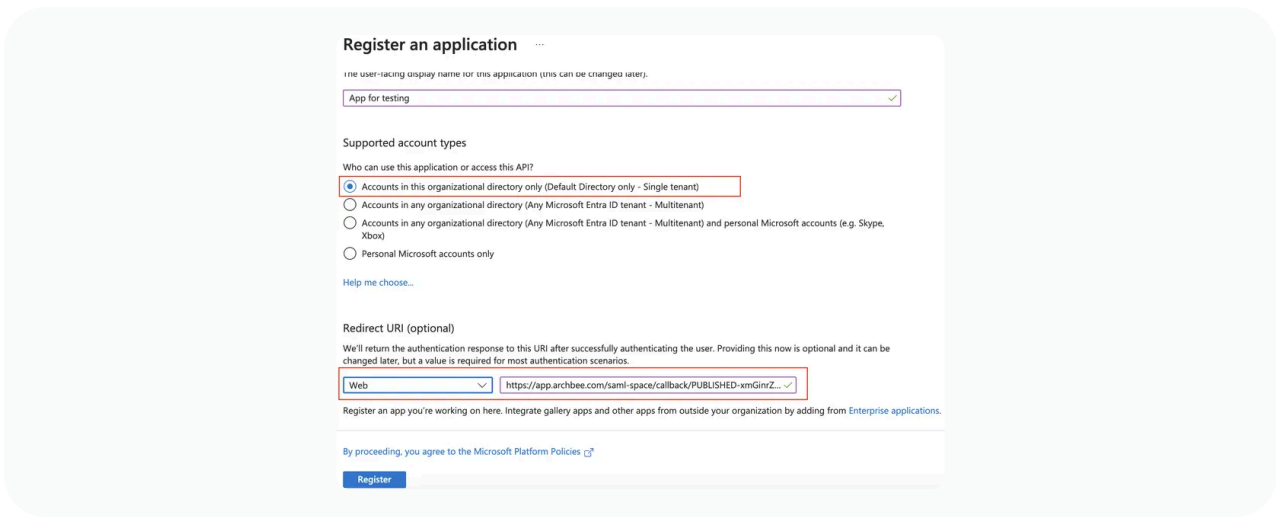 Register an application ...
The user-facing display name for this application (this can be changed later).
App for testing
Supported account types
Who can use this application or access this API?
Accounts in this organizational directory only (Default Directory only - Single tenant)
Accounts in any organizational directory (Any Microsoft Entra ID tenant - Multitenant)
Accounts in any organizational directory (Any Microsoft Entra ID tenant - Multitenant) and personal Microsoft accounts (e.g. Skype,
Xbox)
Personal Microsoft accounts only
Help me choose...
Redirect URI (optional)
We'll return the authentication response to this URI after successfully authenticating the user. Providing this now is optional and it can be
changed later, but a value is required for most authentication scenarios.
Web https://app.archbee.com/saml-space/callback/PUBLISHED-xmGinrZ...
Register an app you're working on here. Integrate gallery apps and other apps from outside your organization by adding from Enterprise applications.
By proceeding, you agree to the Microsoft Platform Policies
Register